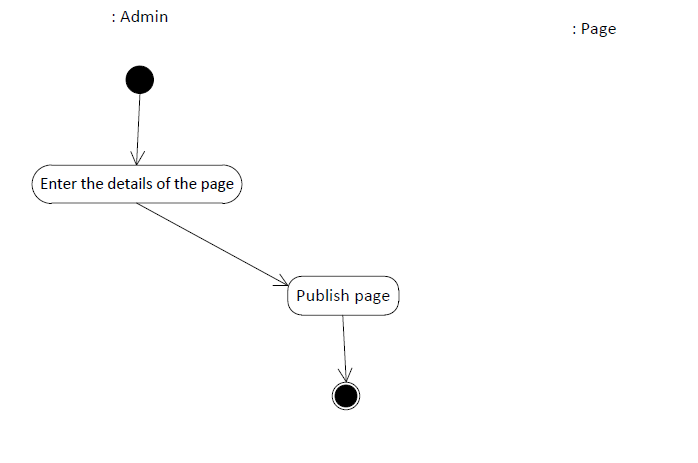 : Admin
: Page
Enter the details of the page
Publish page